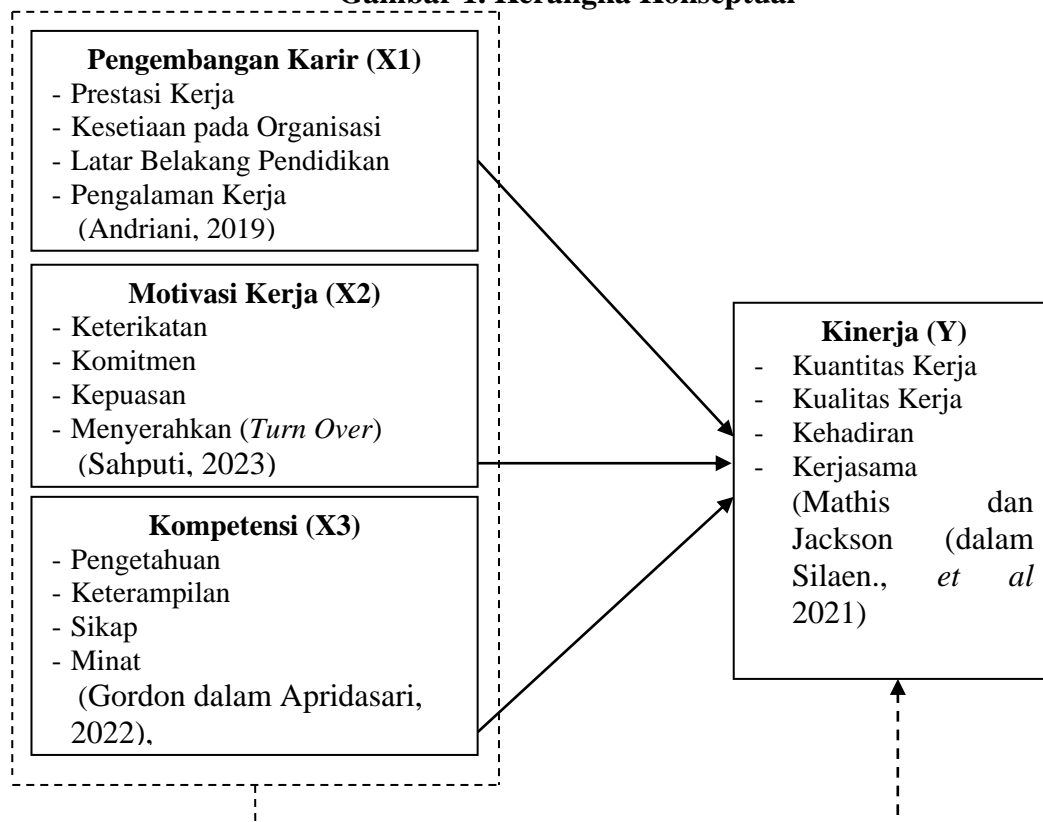 Gambar 1. Kerangka Konseptual
Pengembangan Karir (X1)
- Prestasi Kerja
- Kesetiaan pada Organisasi
- Latar Belakang Pendidikan
- Pengalaman Kerja
(Andriani, 2019)
Motivasi Kerja (X2)
- Keterikatan
- Komitmen
- Kepuasan
- Menyerahkan (Turn Over)
(Sahputi, 2023)
Kompetensi (X3)
- Pengetahuan
- Keterampilan
- Sikap
- Minat
(Gordon dalam Apridasari,
2022),
Kinerja (Y)
- Kuantitas Kerja
- Kualitas Kerja
- Kehadiran
- Kerjasama
(Mathis dan
Jackson (dalam
Silaen., et al
2021)